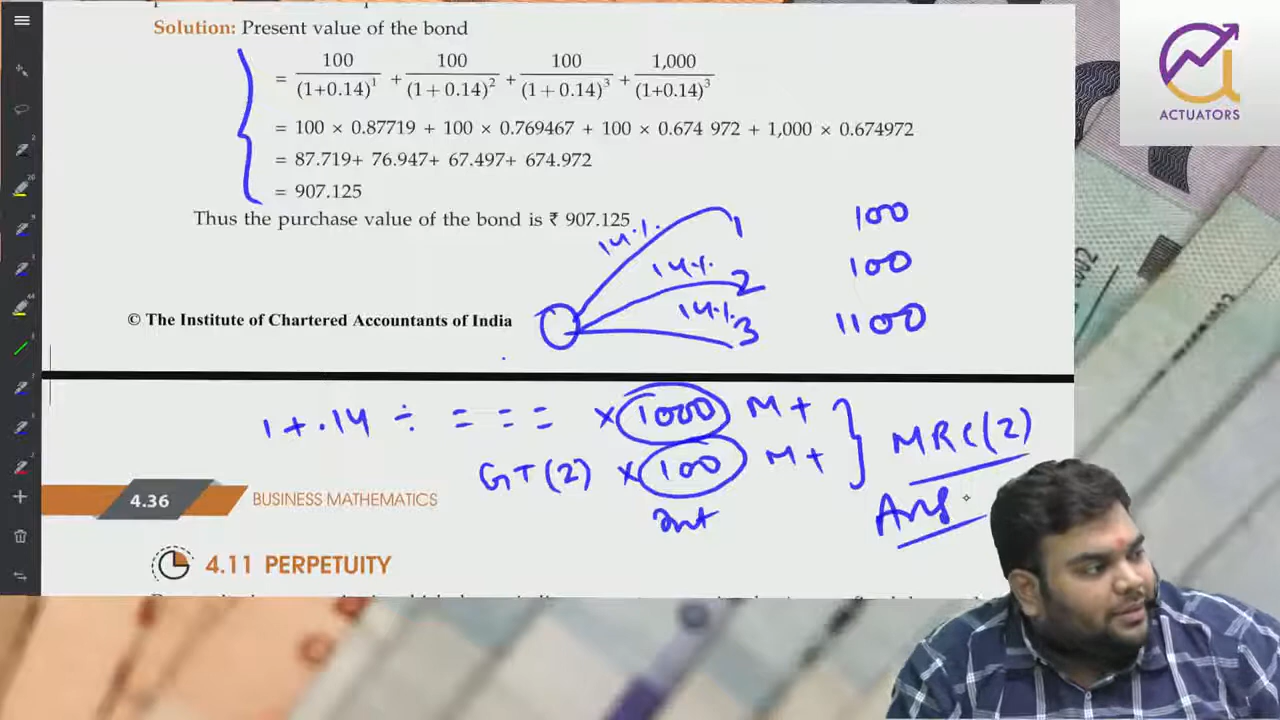 Solution: Present value of the bond
= 100/(1+0.14)^1 + 100/(1+0.14)^2 + 100/(1+0.14)^3 + 1,000/(1+0.14)^3
= 100 × 0.87719 + 100 × 0.769467 + 100 × 0.674 972 + 1,000 × 0.674972
= 87.719+ 76.947+ 67.497+ 674.972
= 907.125
Thus the purchase value of the bond is ₹ 907.125
ACTUATORS
14% 1 100
14% 2 100
14% 3 1100
© The Institute of Chartered Accountants of India
1+.14 ÷ = = = × 1000 M+
GT(2) × 100 M+
MRC(2)
Int
Ans
4.36 BUSINESS MATHEMATICS
4.11 PERPETUITY